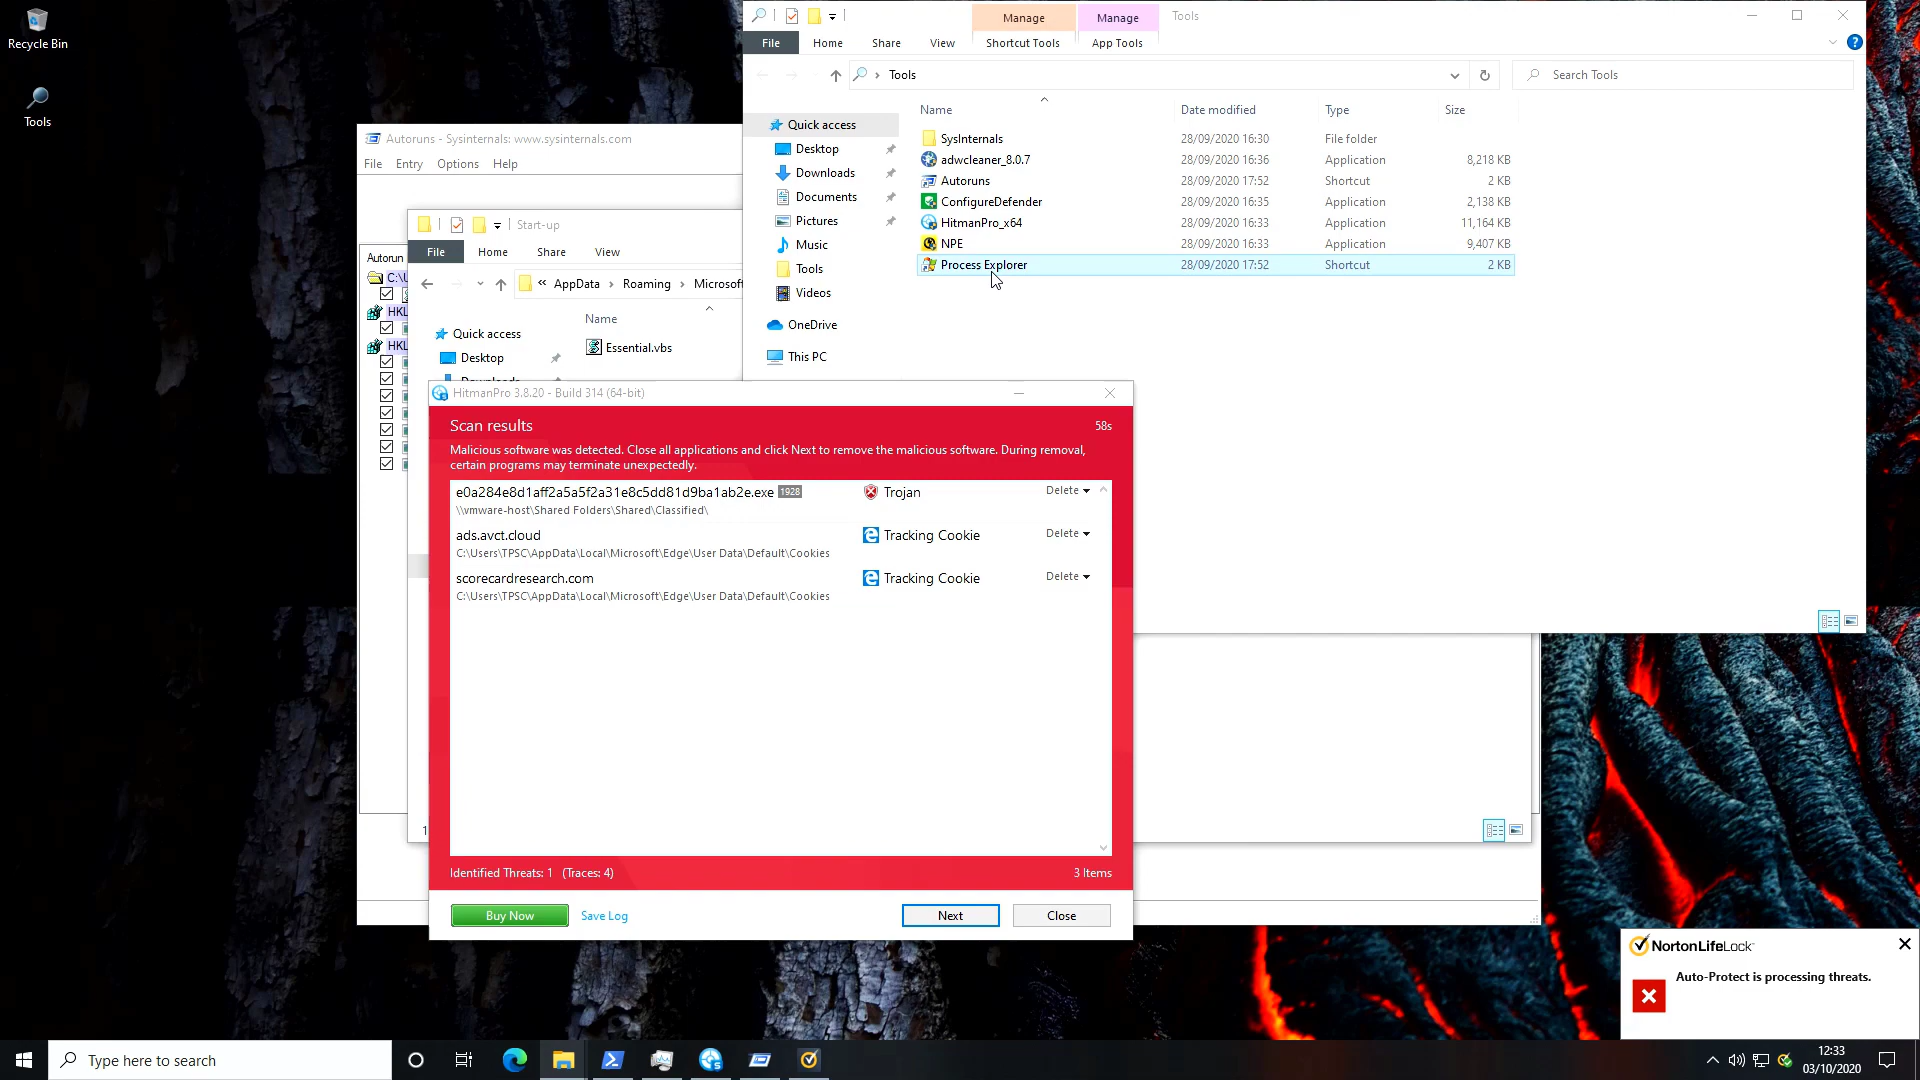 Recycle Bin
Tools
Manage
Manage
Tools
File
Home
Share
View
Shortcut Tools
App Tools
Tools
Search Tools
Name
Date modified
Type
Size
Quick access
Desktop
Downloads
Documents
Pictures
Music
Tools
Videos
OneDrive
This PC
SysInternals 28/09/2020 16:30 File folder
adwcleaner_8.0.7 28/09/2020 16:36 Application 8,218 KB
Autoruns 28/09/2020 17:52 Shortcut 2 KB
ConfigureDefender 28/09/2020 16:35 Application 2,138 KB
HitmanPro_x64 28/09/2020 16:33 Application 11,164 KB
NPE 28/09/2020 16:33 Application 9,407 KB
Process Explorer 28/09/2020 17:52 Shortcut 2 KB
Autoruns - Sysinternals: www.sysinternals.com
File Entry Options Help
Autorun
C:\U
HKL
HKL
Start-up
File Home Share View
« AppData › Roaming › Microsoft
Name
Quick access
Desktop
Downloads
Essential.vbs
1
HitmanPro 3.8.20 - Build 314 (64-bit)
Scan results
58s
Malicious software was detected. Close all applications and click Next to remove the malicious software. During removal,
certain programs may terminate unexpectedly.
e0a284e8d1aff2a5a5f2a31e8c5dd81d9ba1ab2e.exe 1928 Trojan Delete
\\vmware-host\Shared Folders\Shared\Classified\
ads.avct.cloud Tracking Cookie Delete
C:\Users\TPSC\AppData\Local\Microsoft\Edge\User Data\Default\Cookies
scorecardresearch.com Tracking Cookie Delete
C:\Users\TPSC\AppData\Local\Microsoft\Edge\User Data\Default\Cookies
Identified Threats: 1 (Traces: 4)
3 Items
Buy Now
Save Log
Next
Close
NortonLifeLock
Auto-Protect is processing threats.
Type here to search
12:33
03/10/2020